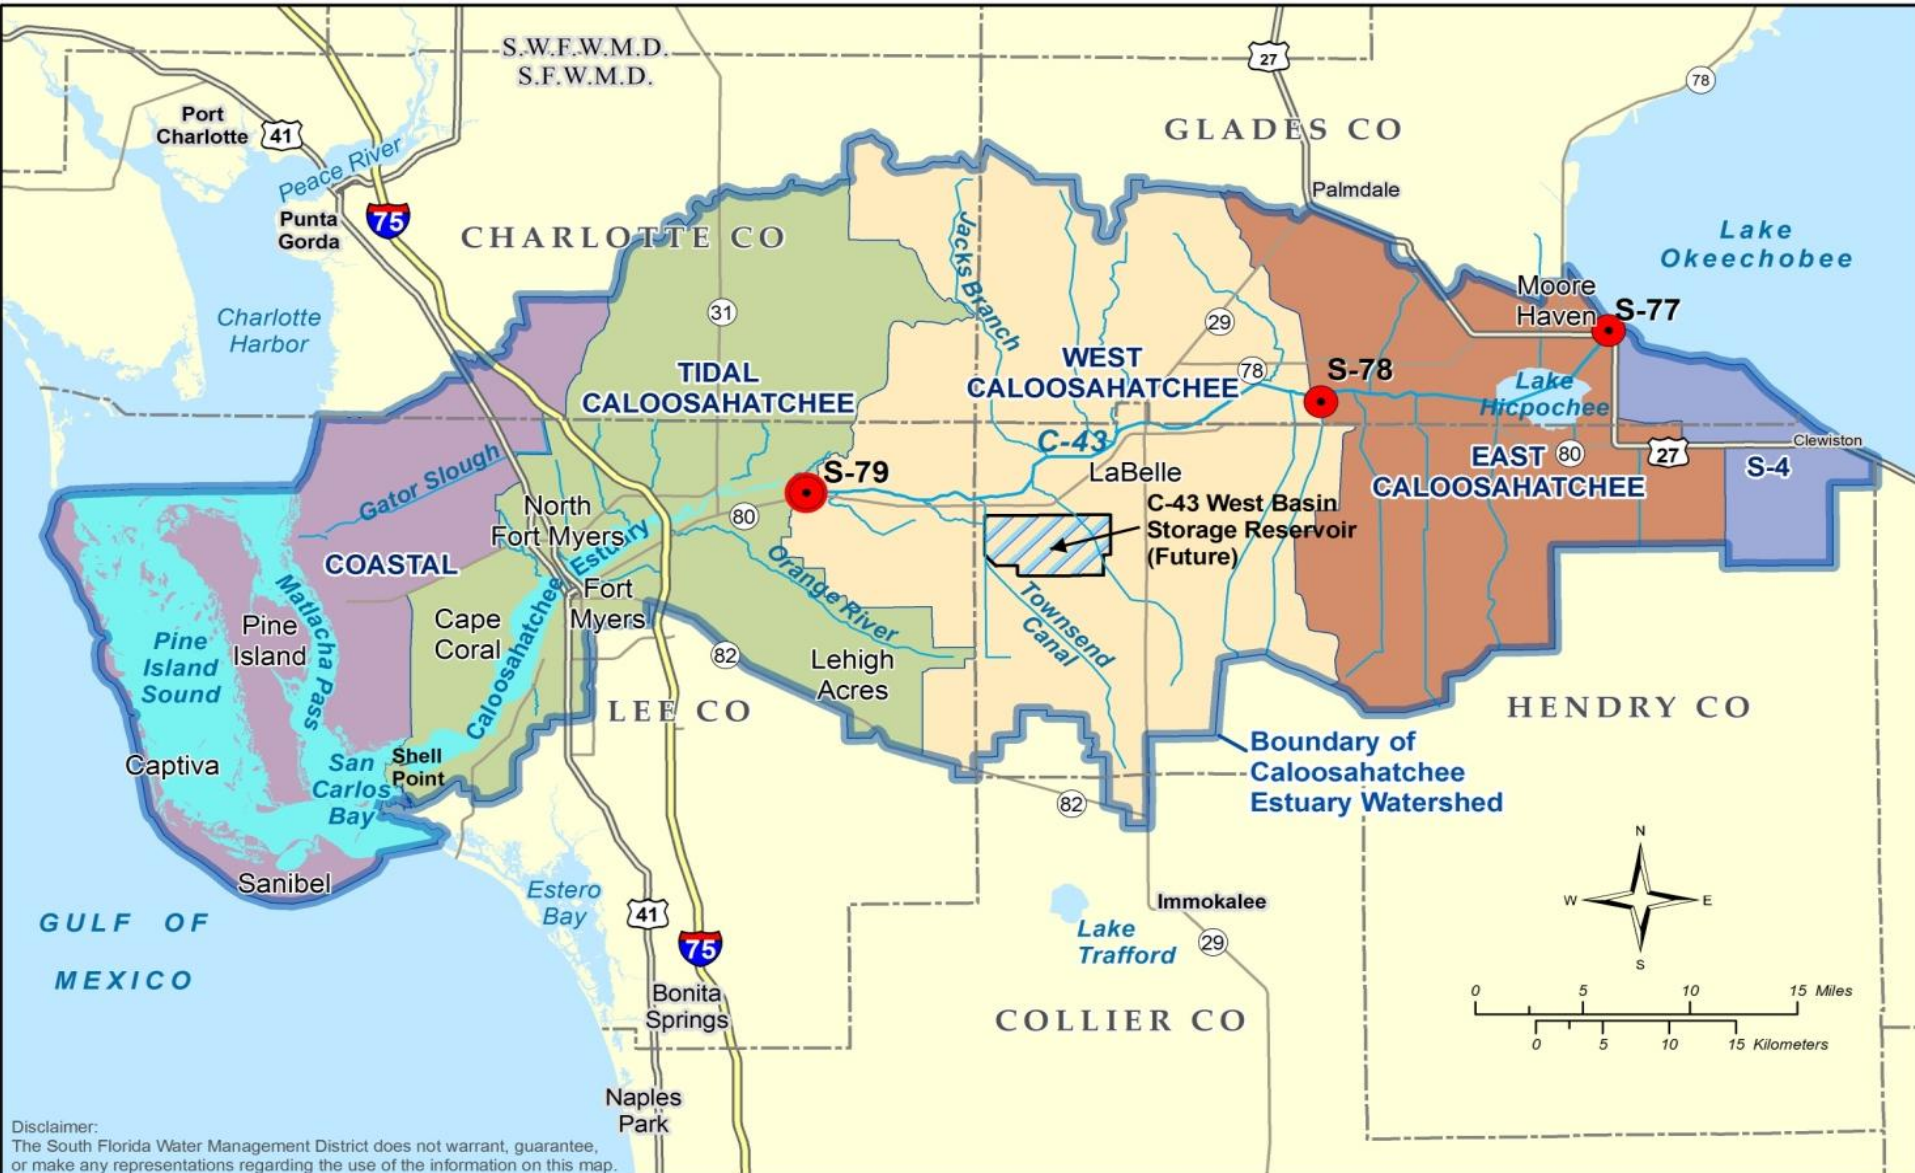 S.W.F.W.M.D.
S.F.W.M.D.
27
78
Port
Charlotte
41
GLADES CO
Peace River
Palmdale
Punta
Gorda
75
CHARLOTTE CO
Jacks Branch
Lake
Okeechobee
Charlotte
Harbor
31
29
Moore
Haven
S-77
TIDAL
CALOOSAHATCHEE
WEST
CALOOSAHATCHEE
78
S-78
Lake
Hicpochee
C-43
Clewiston
EAST
CALOOSAHATCHEE
80
27
S-4
Gator Slough
S-79
LaBelle
North
Fort Myers
80
C-43 West Basin
Storage Reservoir
(Future)
COASTAL
Caloosahatchee
Estuary
Orange River
Fort
Myers
Matlacha Pass
Pine
Island
Cape
Coral
Townsend
Canal
Pine
Island
Sound
82
Lehigh
Acres
LEE CO
HENDRY CO
Captiva
Shell
Point
San
Carlos
Bay
Boundary of
Caloosahatchee
Estuary Watershed
82
Sanibel
Estero
Bay
41
Immokalee
N
W
E
S
GULF OF
MEXICO
Lake
Trafford
29
75
Bonita
Springs
COLLIER CO
0 5 10 15 Miles
0 5 10 15 Kilometers
Naples
Park
Disclaimer:
The South Florida Water Management District does not warrant, guarantee,
or make any representations regarding the use of the information on this map.